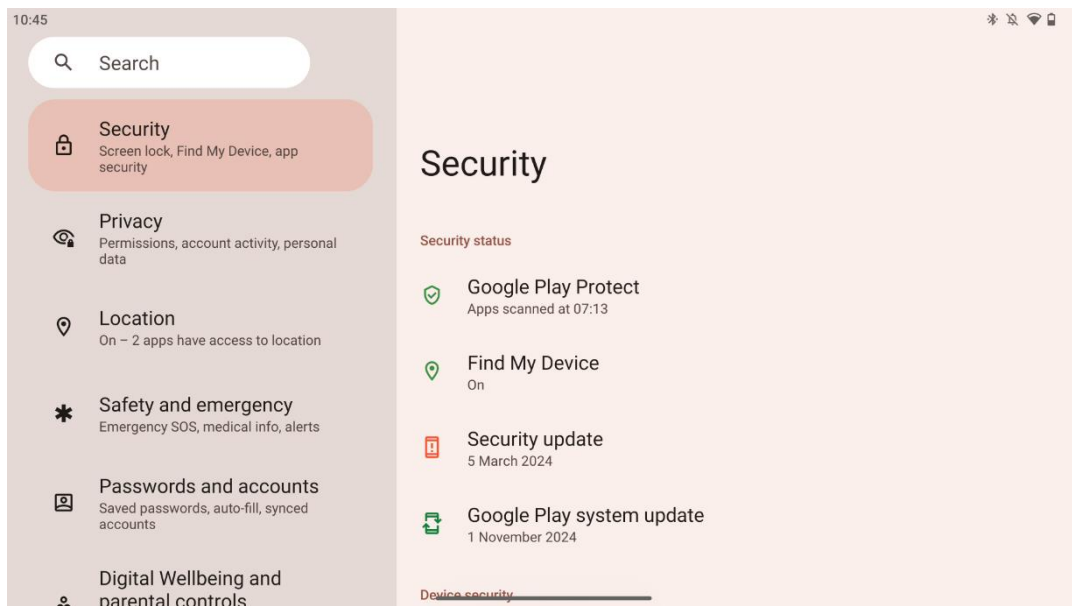 10:45
Search
Security
Screen lock, Find My Device, app
security
Privacy
Permissions, account activity, personal
data
Location
On – 2 apps have access to location
Safety and emergency
Emergency SOS, medical info, alerts
Passwords and accounts
Saved passwords, auto-fill, synced
accounts
Digital Wellbeing and
parental controls
Security
Security status
Google Play Protect
Apps scanned at 07:13
Find My Device
On
Security update
5 March 2024
Google Play system update
1 November 2024
Device security